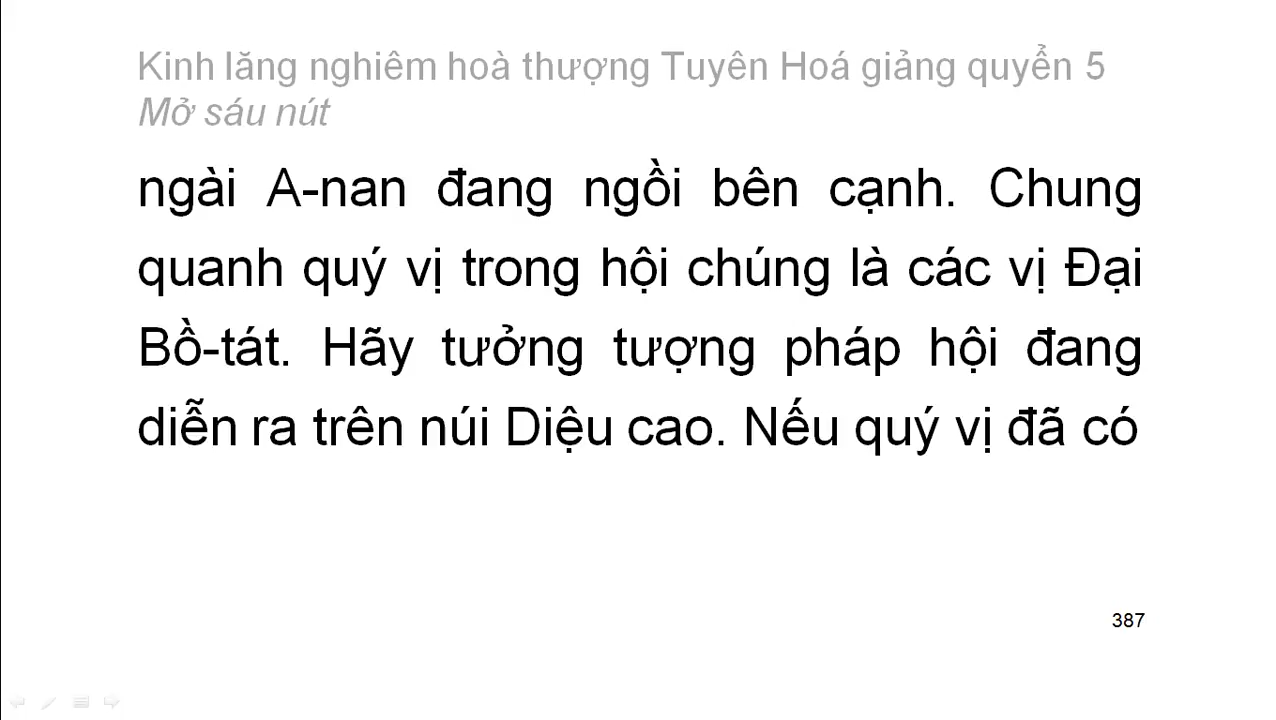 Kinh lăng nghiêm hoà thượng Tuyên Hoá giảng quyển 5
Mở sáu nút
ngài A-nan đang ngồi bên cạnh. Chung
quanh quý vị trong hội chúng là các vị Đại
Bồ-tát. Hãy tưởng tượng pháp hội đang
diễn ra trên núi Diệu cao. Nếu quý vị đã có
387